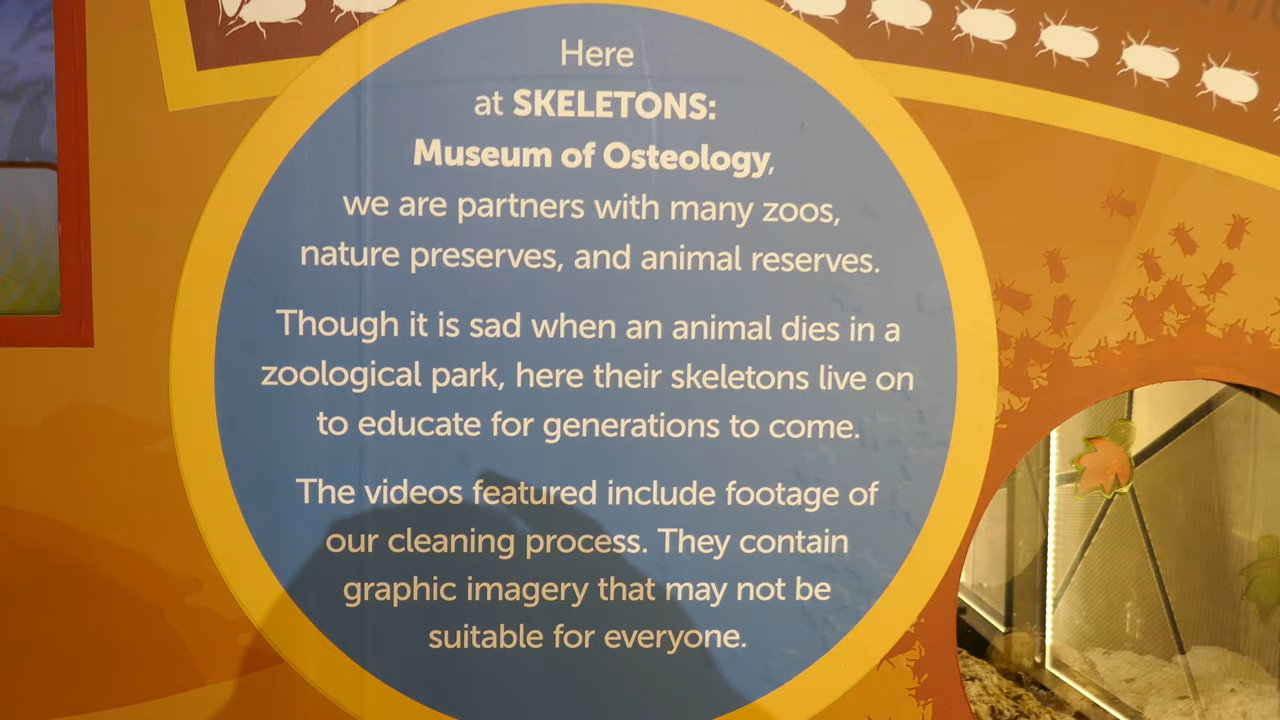 Here
at SKELETONS:
Museum of Osteology,
we are partners with many zoos,
nature preserves, and animal reserves.
Though it is sad when an animal dies in a
zoological park, here their skeletons live on
to educate for generations to come.
The videos featured include footage of
our cleaning process. They contain
graphic imagery that may not be
suitable for everyone.